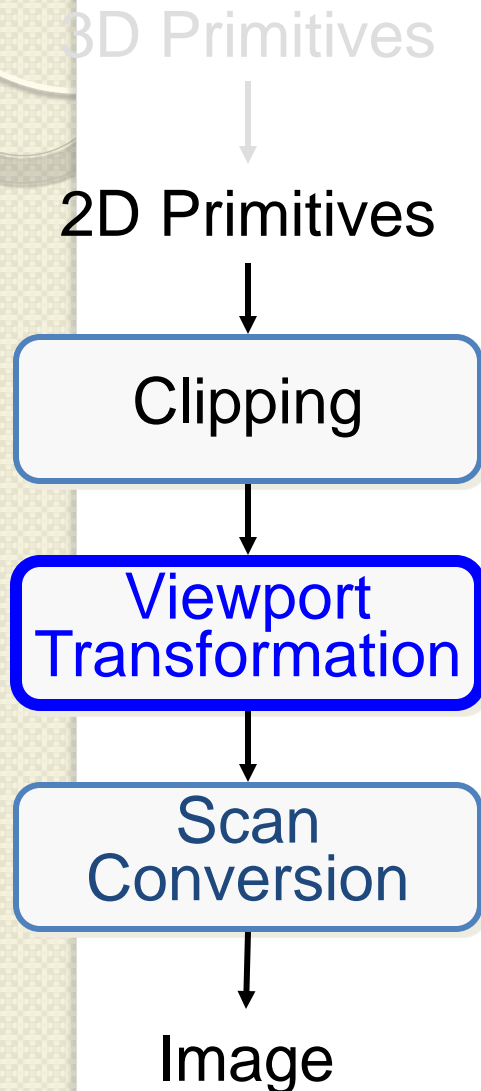 3D Primitives
2D Primitives
Clipping
Viewport
Transformation
Scan
Conversion
Image